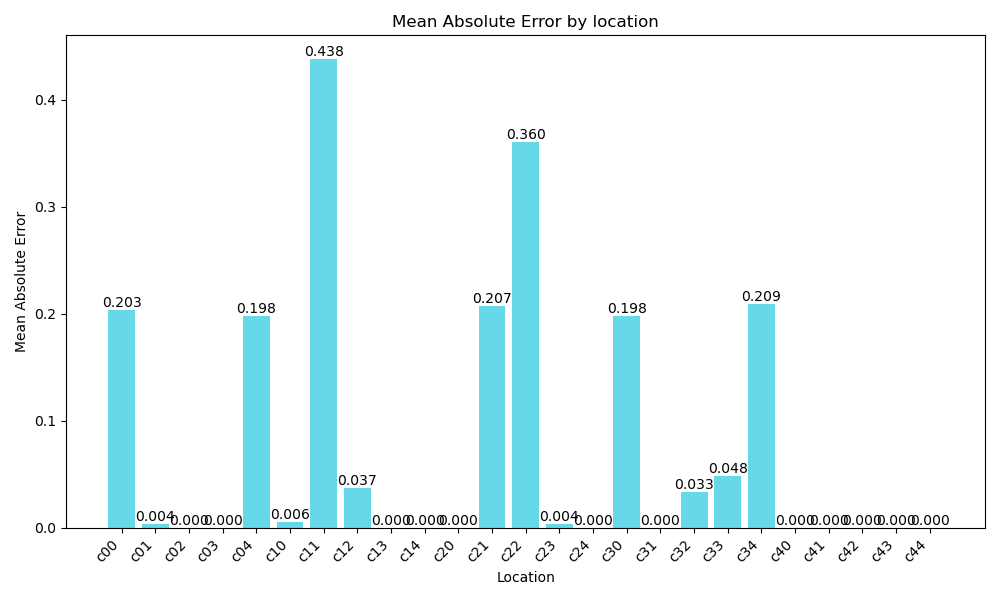 Mean Absolute Error by location
Mean Absolute Error
0.4
0.3
0.2
0.1
0.0
0.203
0.004
0.000
0.000
0.198
0.006
0.438
0.037
0.000
0.000
0.000
0.207
0.360
0.004
0.000
0.198
0.000
0.033
0.048
0.209
0.000
0.000
0.000
0.000
0.000
c00
c01
c02
c03
c04
c10
c11
c12
c13
c14
c20
c21
c22
c23
c24
c30
c31
c32
c33
c34
c40
c41
c42
c43
c44
Location